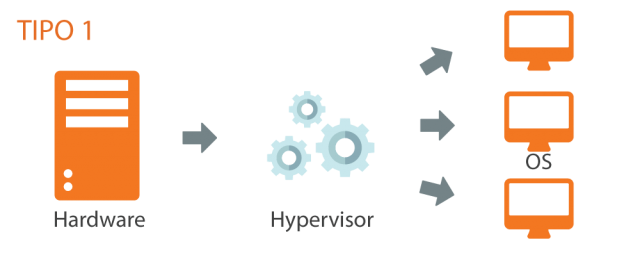 TIPO 1
OS
Hardware
Hypervisor